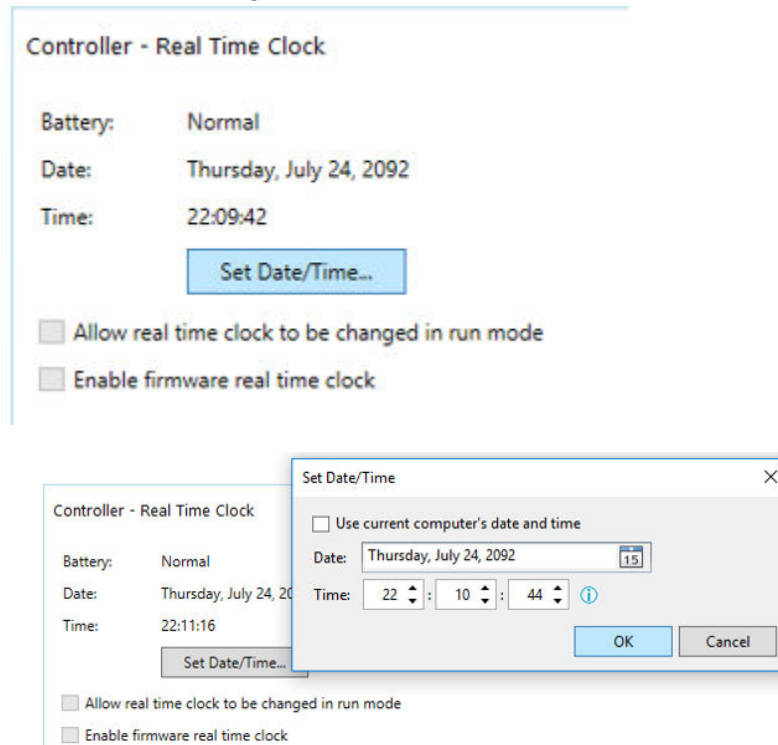 Controller - Real Time Clock
Battery: Normal
Date: Thursday, July 24, 2092
Time: 22:09:42
Set Date/Time...
Allow real time clock to be changed in run mode
Enable firmware real time clock
Controller - Real Time Clock
Battery: Normal
Date: Thursday, July 24, 20
Time: 22:11:16
Set Date/Time...
Allow real time clock to be changed in run mode
Enable firmware real time clock
Set Date/Time
Use current computer's date and time
Date: Thursday, July 24, 2092 15
Time: 22 : 10 : 44
OK Cancel